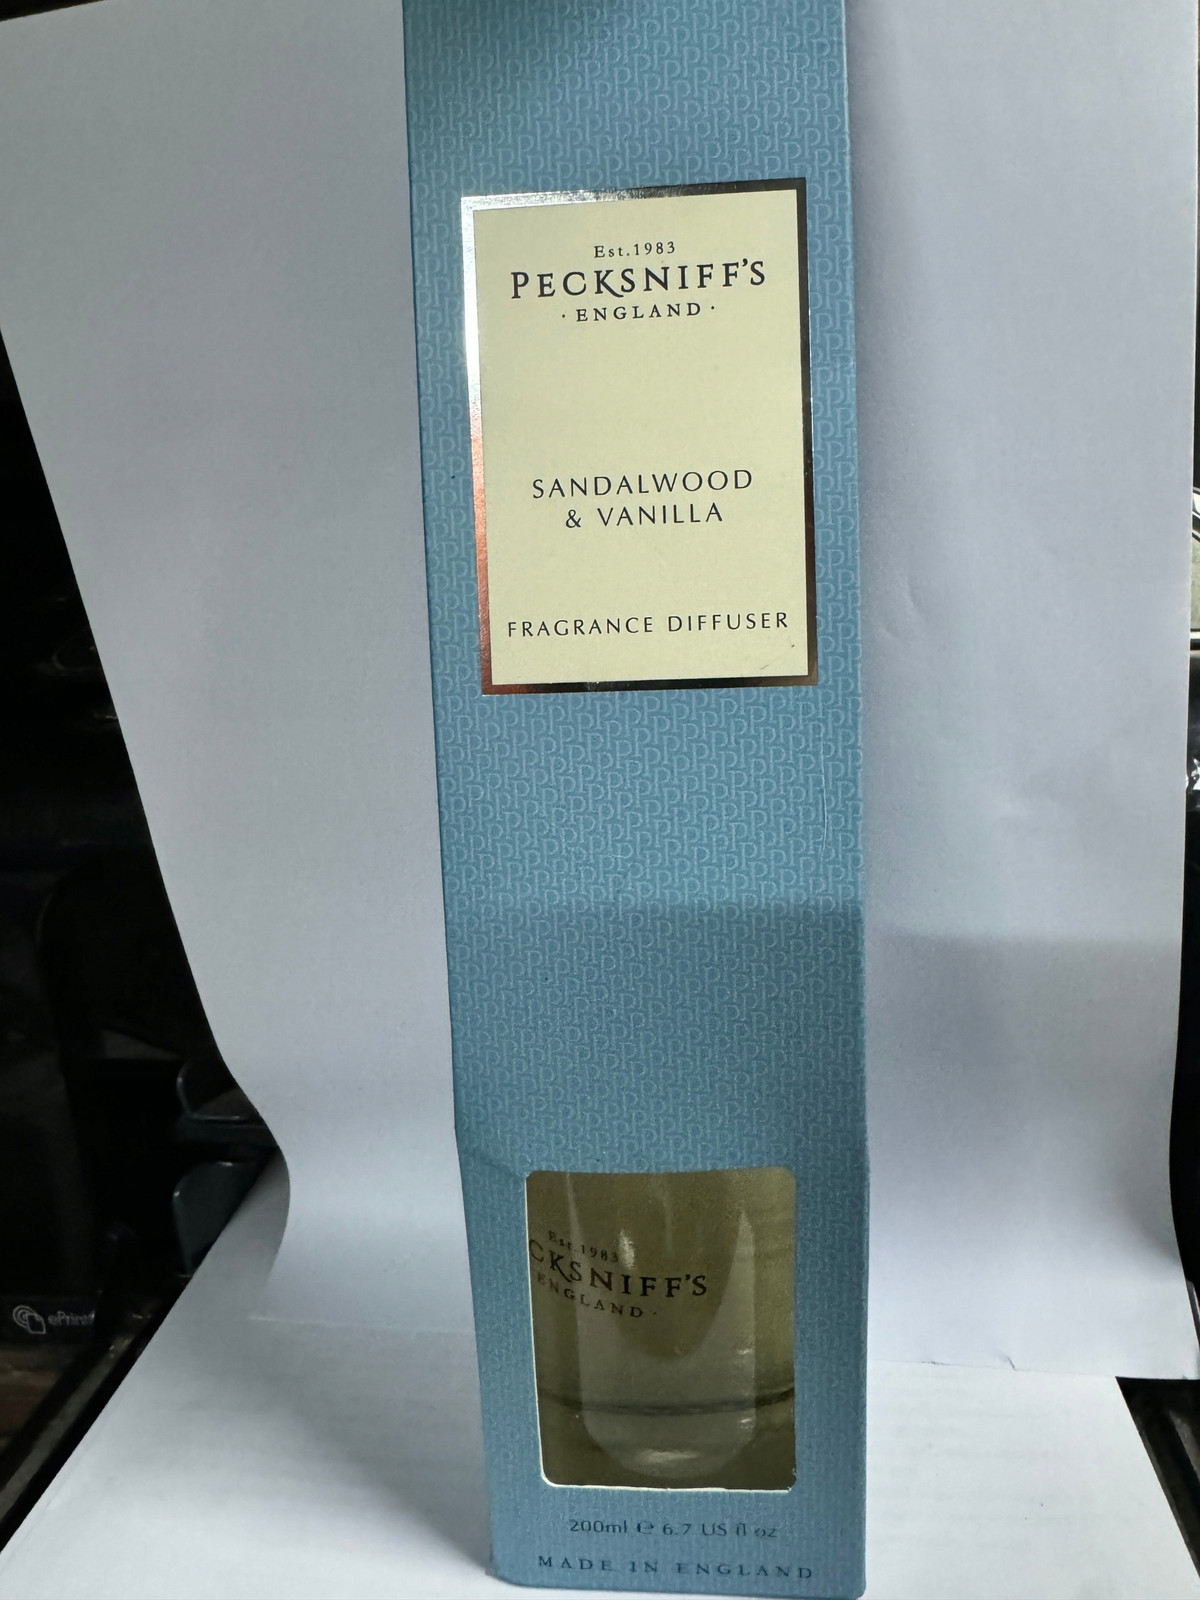 Est.1983
PECKSNIFF'S
· ENGLAND ·
SANDALWOOD
& VANILLA
FRAGRANCE DIFFUSER
Est.1983
CKSNIFF'S
ENGLAND ·
200ml ℮ 6.7 US fl oz
MADE IN ENGLAND
ePrint